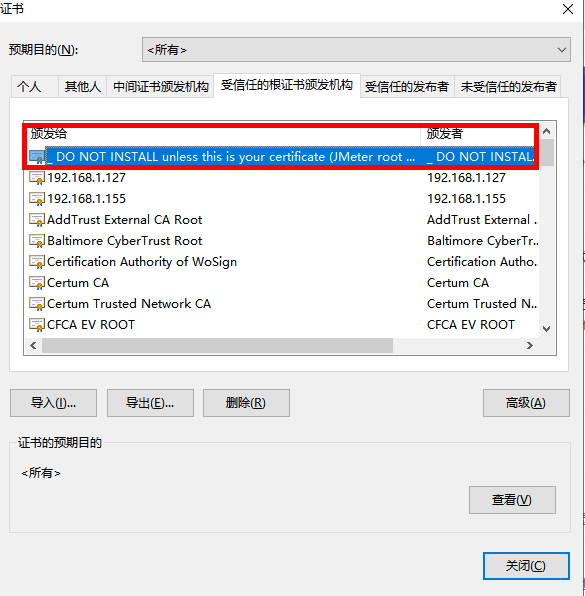 证书
预期目的(N):
<所有>
个人 其他人 中间证书颁发机构 受信任的根证书颁发机构 受信任的发布者 未受信任的发布者
颁发给 颁发者
_ DO NOT INSTALL unless this is your certificate (JMeter root ... _ DO NOT INSTAL
192.168.1.127 192.168.1.127
192.168.1.155 192.168.1.155
AddTrust External CA Root AddTrust External ...
Baltimore CyberTrust Root Baltimore CyberTr...
Certification Authority of WoSign Certification Autho...
Certum CA Certum CA
Certum Trusted Network CA Certum Trusted N...
CFCA EV ROOT CFCA EV ROOT
导入(I)... 导出(E)... 删除(R) 高级(A)
证书的预期目的
<所有>
查看(V)
关闭(C)